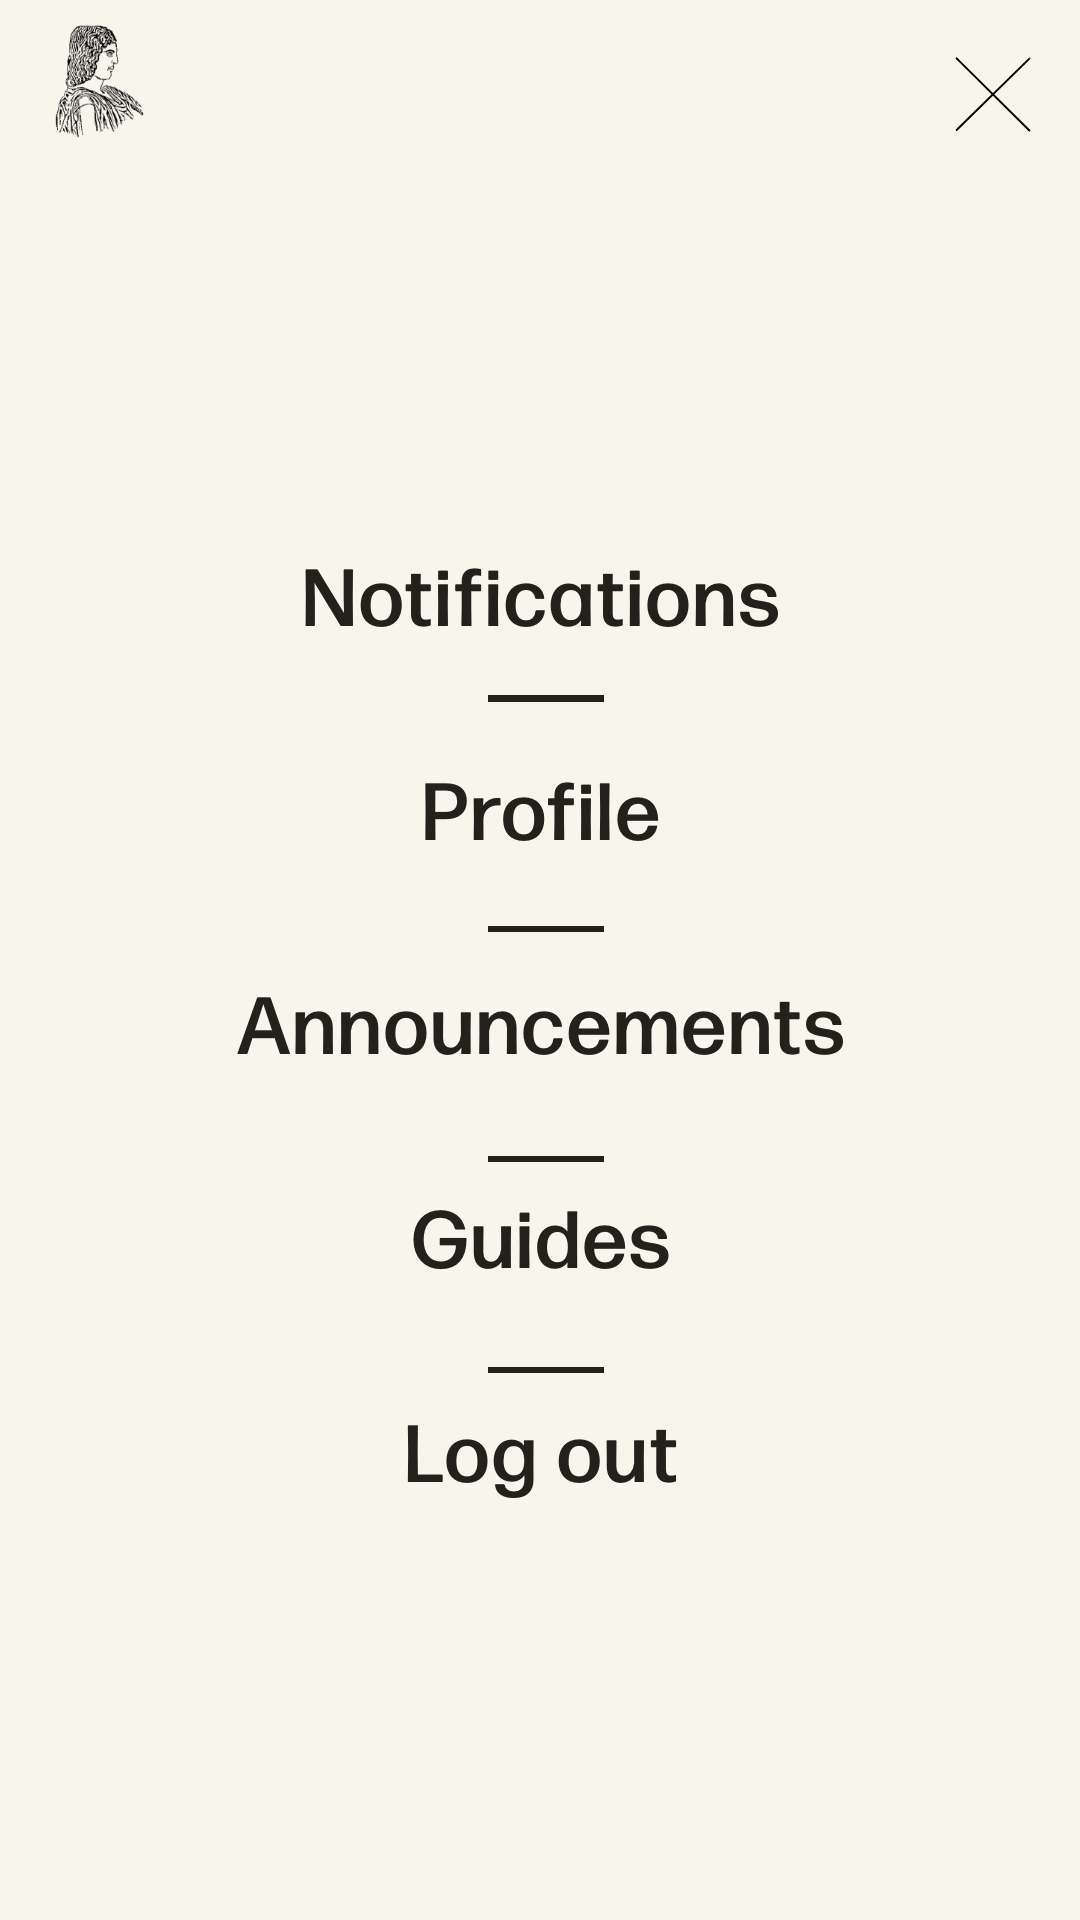 Notifications
Profile
Announcements
Guides
Log out